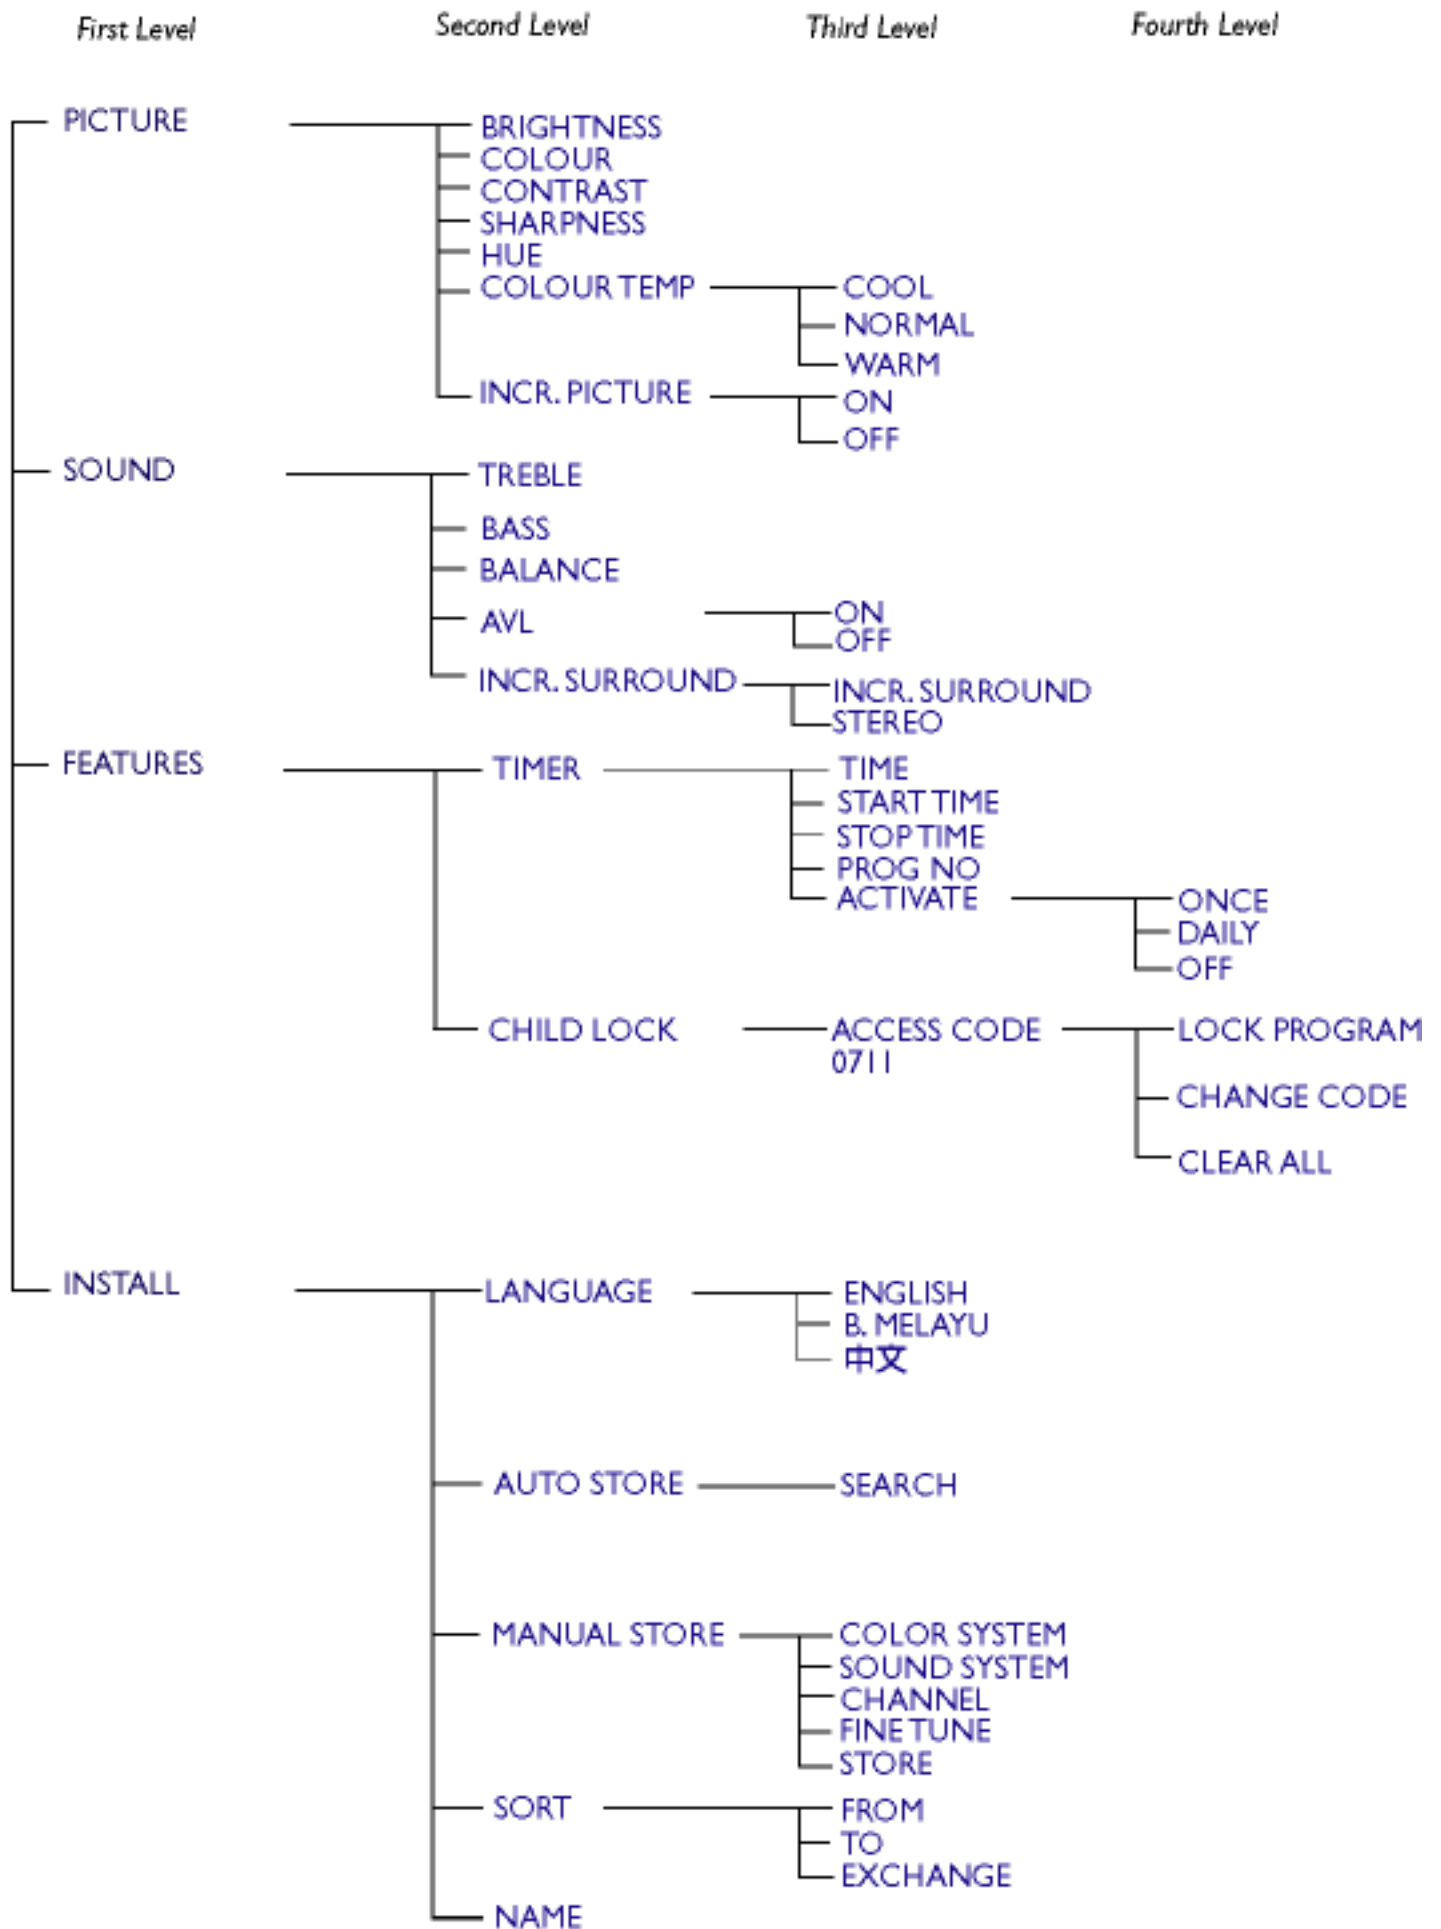 First Level Second Level Third Level Fourth Level
PICTURE BRIGHTNESS
COLOUR
CONTRAST
SHARPNESS
HUE
COLOUR TEMP COOL
NORMAL
WARM
INCR. PICTURE ON
OFF
SOUND TREBLE
BASS
BALANCE
AVL ON
OFF
INCR. SURROUND INCR. SURROUND
STEREO
FEATURES TIMER TIME
START TIME
STOP TIME
PROG NO
ACTIVATE ONCE
DAILY
OFF
CHILD LOCK ACCESS CODE LOCK PROGRAM
0711
CHANGE CODE
CLEAR ALL
INSTALL LANGUAGE ENGLISH
B. MELAYU
中文
AUTO STORE SEARCH
MANUAL STORE COLOR SYSTEM
SOUND SYSTEM
CHANNEL
FINE TUNE
STORE
SORT FROM
TO
EXCHANGE
NAME